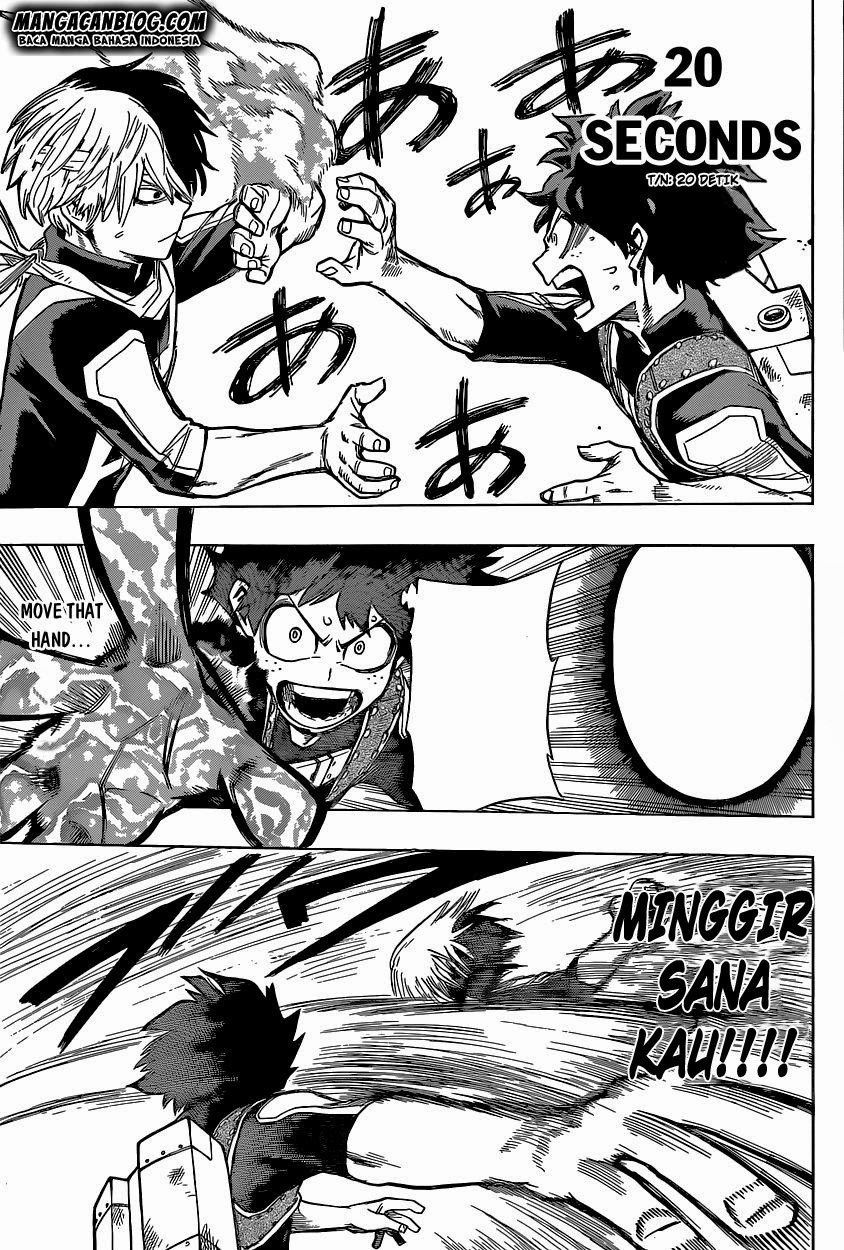 MANGACANBLOG.COM
BACA MANGA BAHASA INDONESIA
20
SECONDS
T/N: 20 DETIK
あ
あ
あ
あ
あ
あ
MOVE THAT
HAND...
MINGGIR
SANA
KAU!!!!